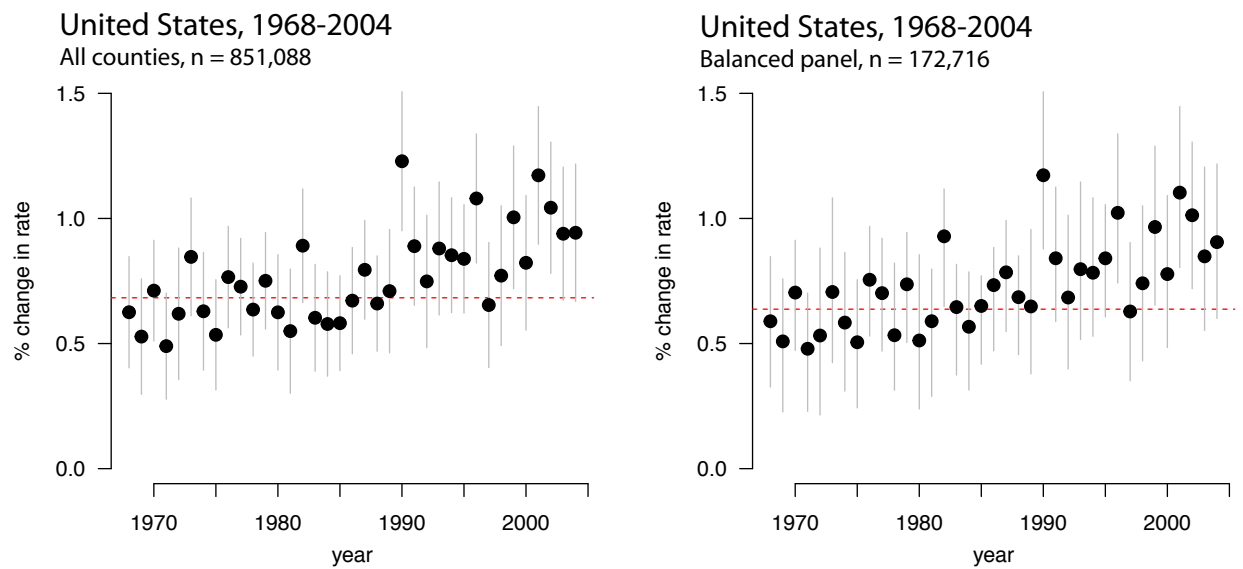 United States, 1968-2004
All counties, n = 851,088
1.5
1.0
0.5
0.0
% change in rate
1970
1980
1990
2000
year
United States, 1968-2004
Balanced panel, n = 172,716
1.5
1.0
0.5
0.0
% change in rate
1970
1980
1990
2000
year